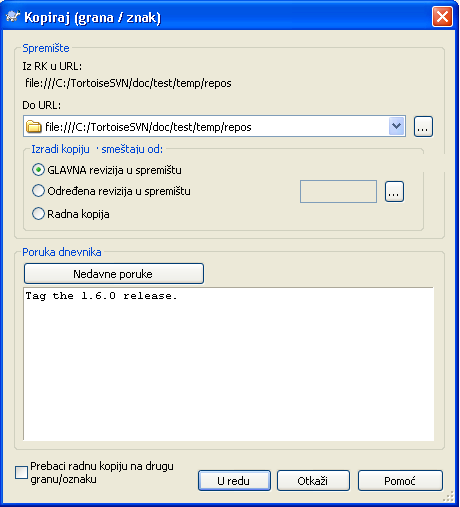 Kopiraj (grana / znak)
Spremište
Iz RK u URL:
file:///C:/TortoiseSVN/doc/test/temp/repos
Do URL:
file:///C:/TortoiseSVN/doc/test/temp/repos
...
Izradi kopiju smeštaju od:
GLAVNA revizija u spremištu
Određena revizija u spremištu
...
Radna kopija
Poruka dnevnika
Nedavne poruke
Tag the 1.6.0 release.
Prebaci radnu kopiju na drugu
granu/oznaku
U redu
Otkaži
Pomoć